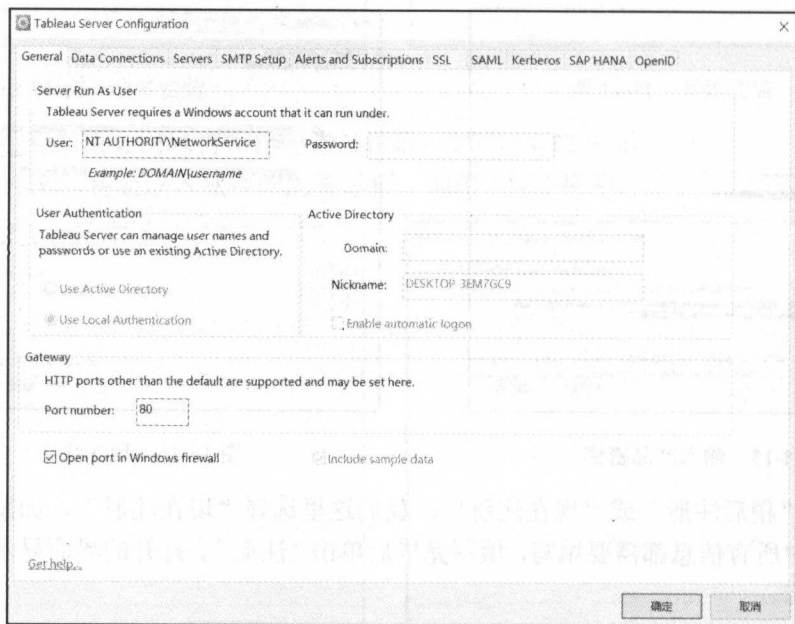 Tableau Server Configuration
General Data Connections Servers SMTP Setup Alerts and Subscriptions SSL SAML Kerberos SAP HANA OpenID
Server Run As User
Tableau Server requires a Windows account that it can run under.
User: NT AUTHORITY\NetworkService Password:
Example: DOMAIN\username
User Authentication
Tableau Server can manage user names and
passwords or use an existing Active Directory.
Use Active Directory
Use Local Authentication
Active Directory
Domain:
Nickname: DESKTOP-3EM7GC9
Enable automatic logon
Gateway
HTTP ports other than the default are supported and may be set here.
Port number: 80
Open port in Windows firewall Include sample data
Get help...
确定 取消